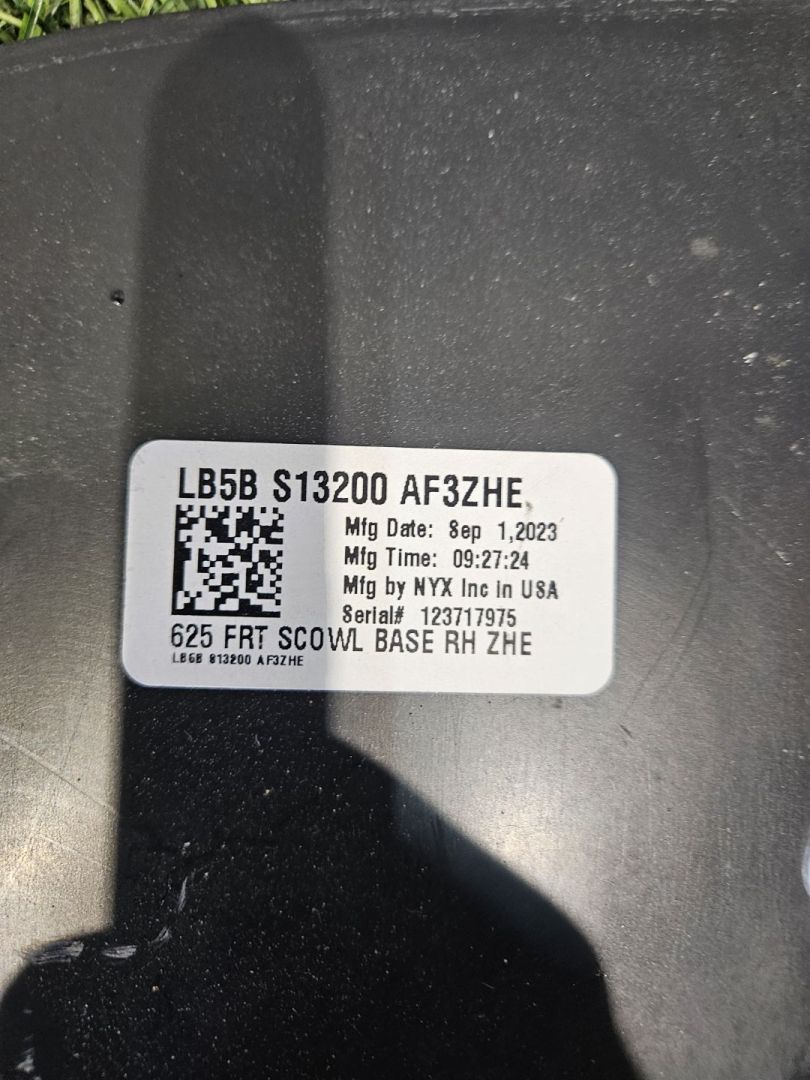 LB5B S13200 AF3ZHE
Mfg Date: Sep 1,2023
Mfg Time: 09:27:24
Mfg by NYX Inc in USA
Serial# 123717975
625 FRT SCOWL BASE RH ZHE
LB5B S13200 AF3ZHE